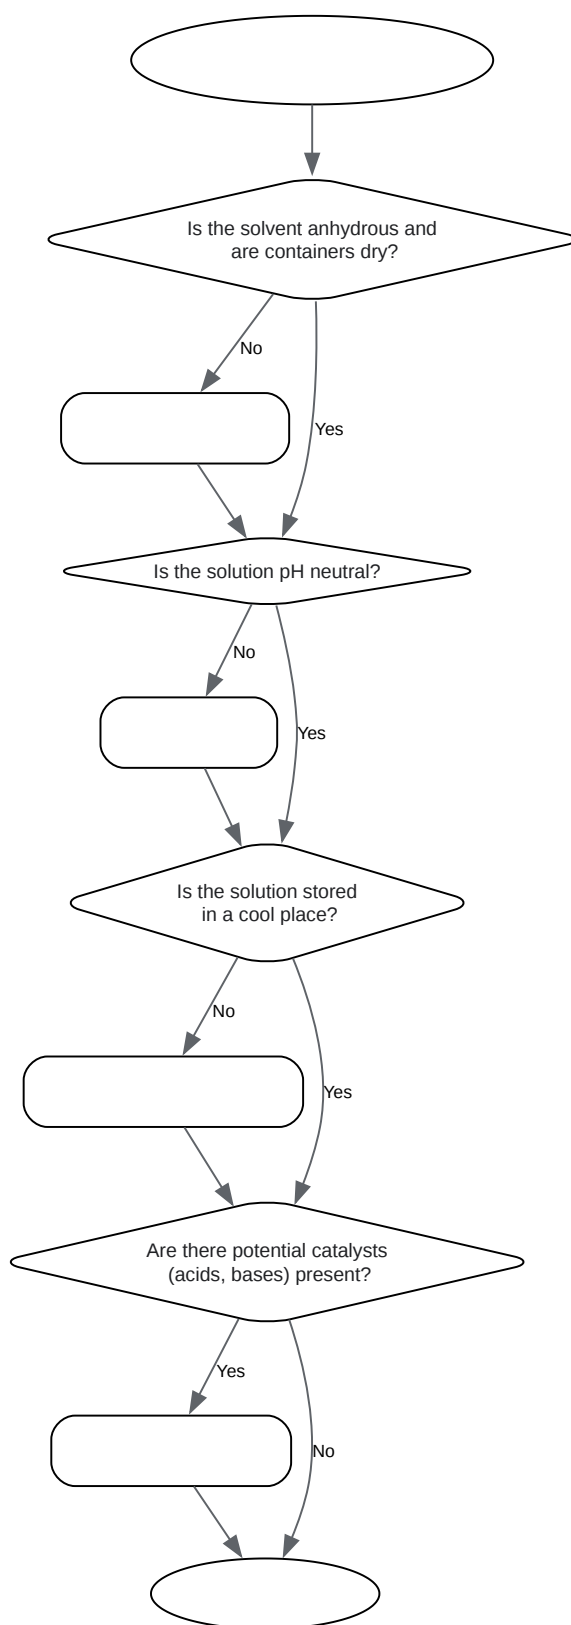 Is the solvent anhydrous and
are containers dry?
No
Yes
Is the solution pH neutral?
No
Yes
Is the solution stored
in a cool place?
No
Yes
Are there potential catalysts
(acids, bases) present?
Yes
No